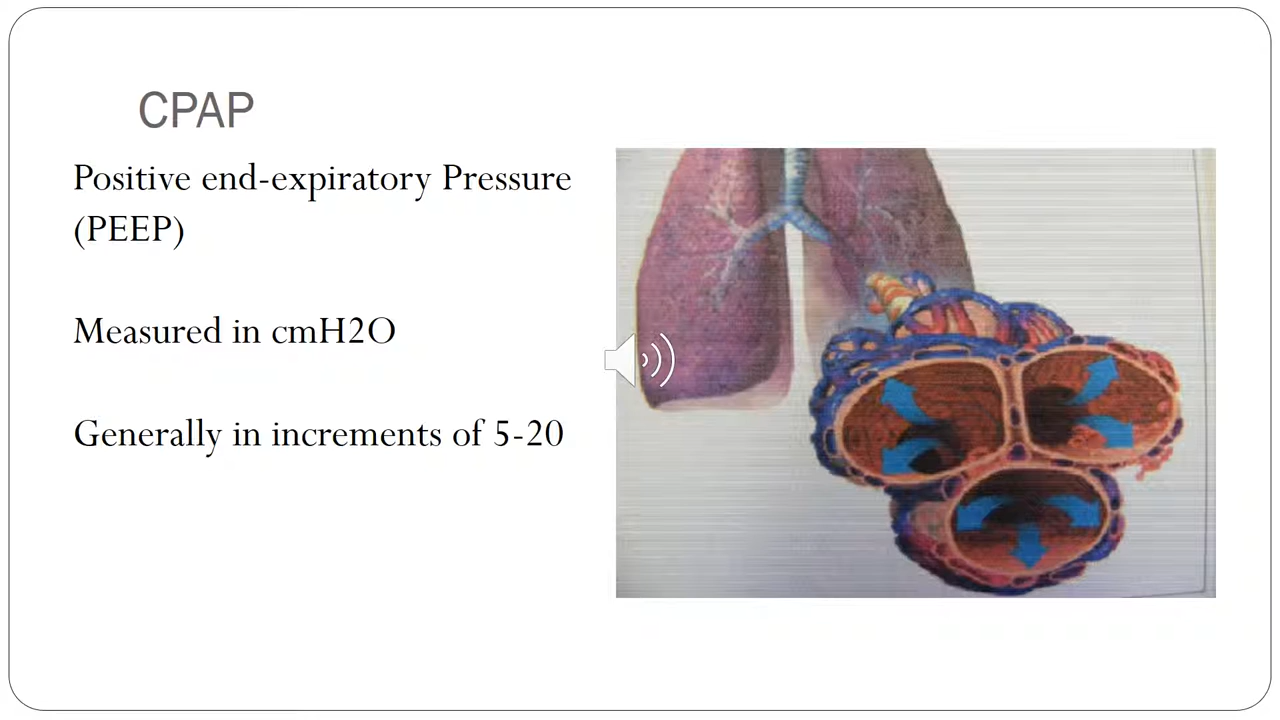 CPAP
Positive end-expiratory Pressure
(PEEP)
Measured in cmH2O
Generally in increments of 5-20